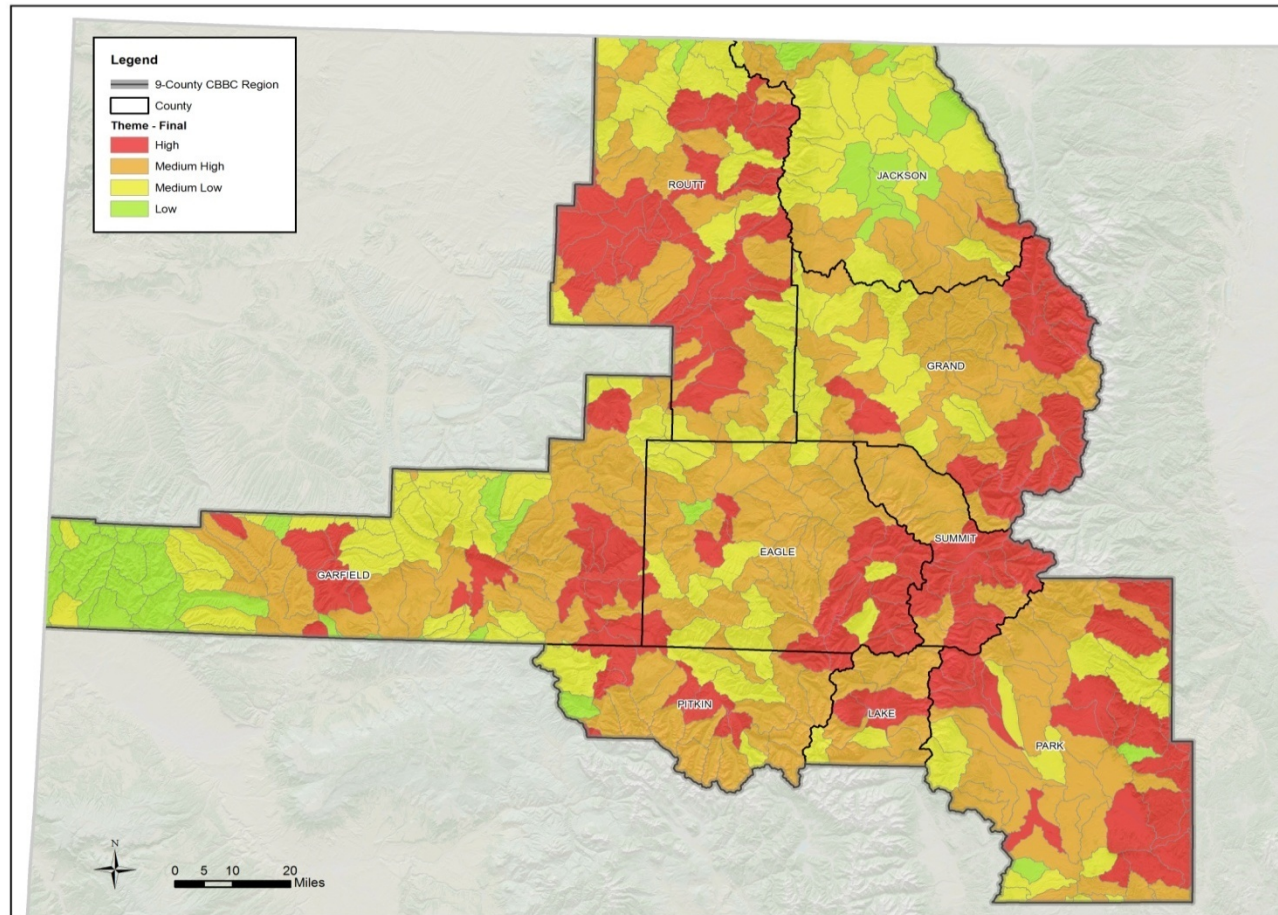 Legend
9-County CBBC Region
County
Theme - Final
High
Medium High
Medium Low
Low
ROUTT
JACKSON
GRAND
SUMMIT
EAGLE
GARFIELD
PITKIN
LAKE
PARK
N
0 5 10 20
Miles